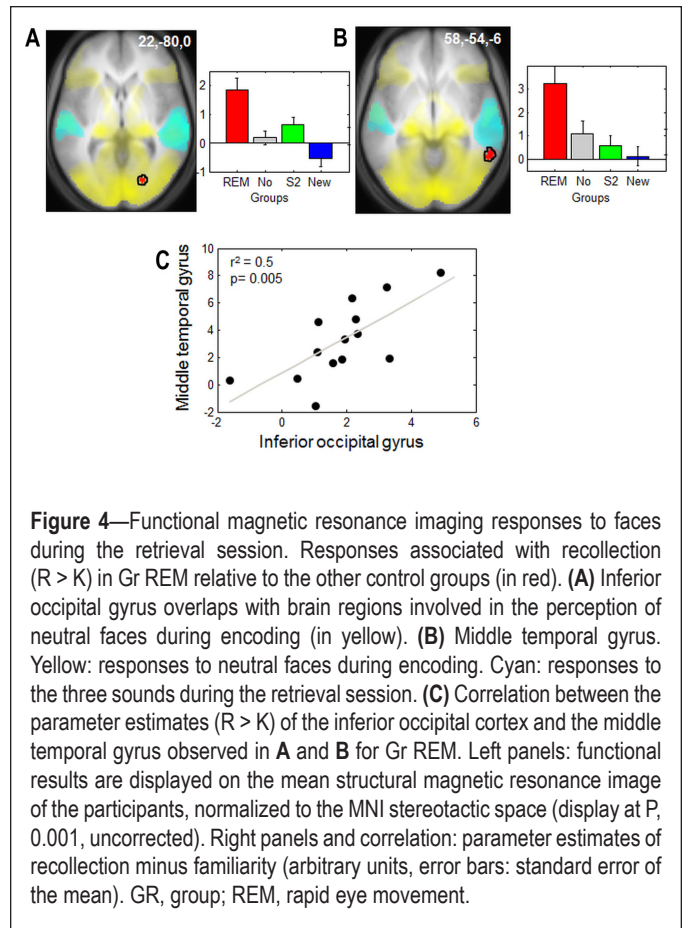 A
22,-80,0
2
1
0
-1
REM No S2 New
Groups
B
58,-54,-6
3
2
1
0
REM No S2 New
Groups
C
r² = 0.5
p= 0.005
Middle temporal gyrus
10
8
6
4
2
0
-2
-2 0 2 4 6
Inferior occipital gyrus
Figure 4—Functional magnetic resonance imaging responses to faces
during the retrieval session. Responses associated with recollection
(R > K) in Gr REM relative to the other control groups (in red). (A) Inferior
occipital gyrus overlaps with brain regions involved in the perception of
neutral faces during encoding (in yellow). (B) Middle temporal gyrus.
Yellow: responses to neutral faces during encoding. Cyan: responses to
the three sounds during the retrieval session. (C) Correlation between the
parameter estimates (R > K) of the inferior occipital cortex and the middle
temporal gyrus observed in A and B for Gr REM. Left panels: functional
results are displayed on the mean structural magnetic resonance image
of the participants, normalized to the MNI stereotactic space (display at P,
0.001, uncorrected). Right panels and correlation: parameter estimates of
recollection minus familiarity (arbitrary units, error bars: standard error of
the mean). GR, group; REM, rapid eye movement.